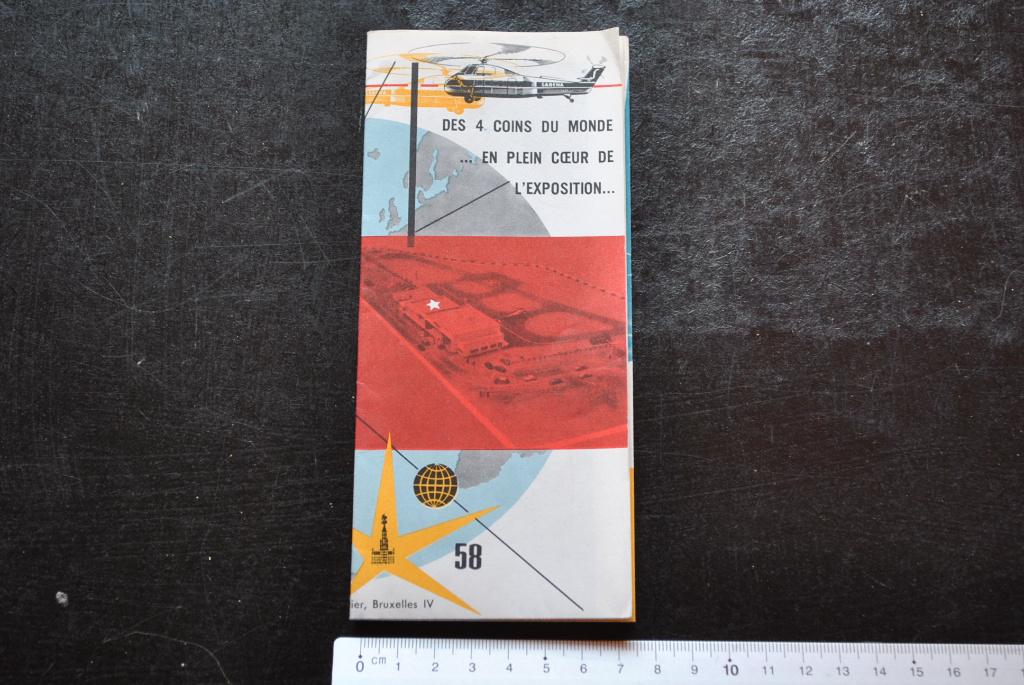 SABENA
DES 4 COINS DU MONDE
... EN PLEIN CŒUR DE
L'EXPOSITION...
58
ier, Bruxelles IV
0 cm 1 2 3 4 5 6 7 8 9 10 11 12 13 14 15 16 17